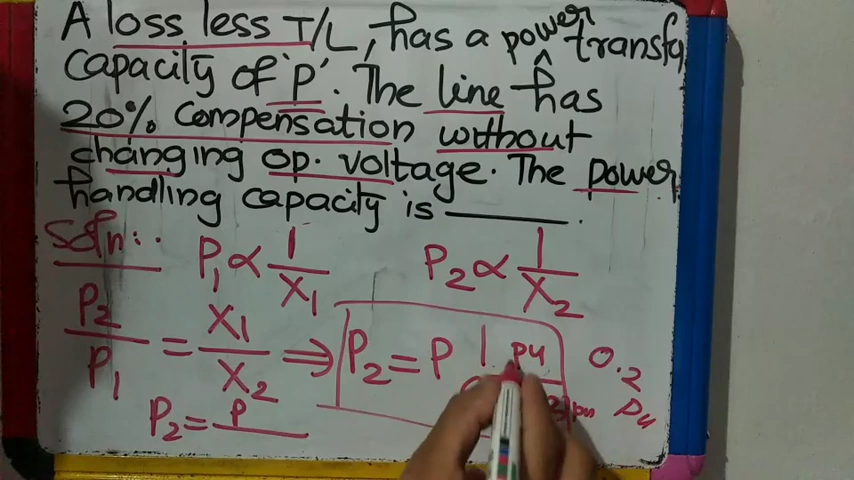 A loss less T/L, has a power transfe
capacity of 'P'. The line has
20% compensation without
changing op. voltage. The power
handling capacity is ______.
Soln:. P₁ ∝ 1/X₁ P₂ ∝ 1/X₂
P₂/P₁ = X₁/X₂ ⇒ P₂ = P 1 pu 0.2 pu
P₂ = P